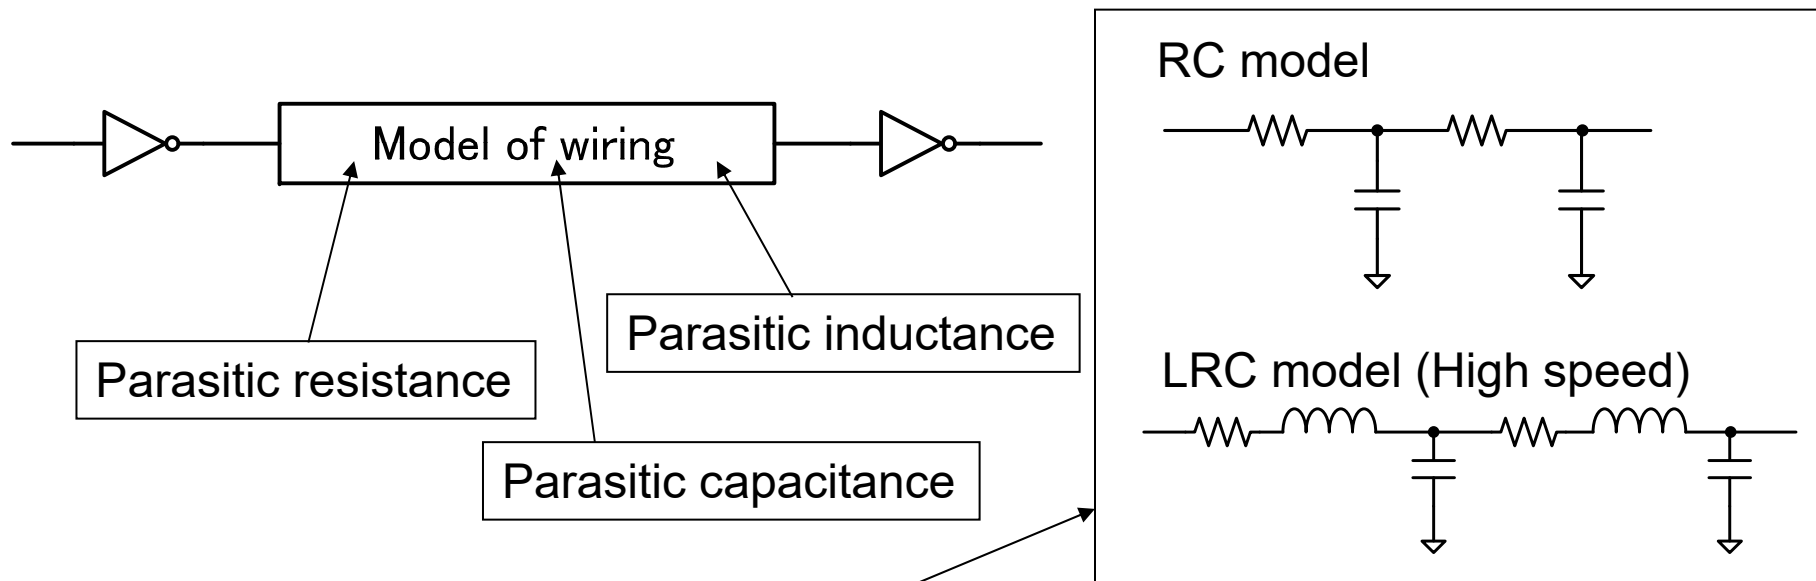 Model of wiring
Parasitic resistance
Parasitic inductance
Parasitic capacitance
RC model
LRC model (High speed)